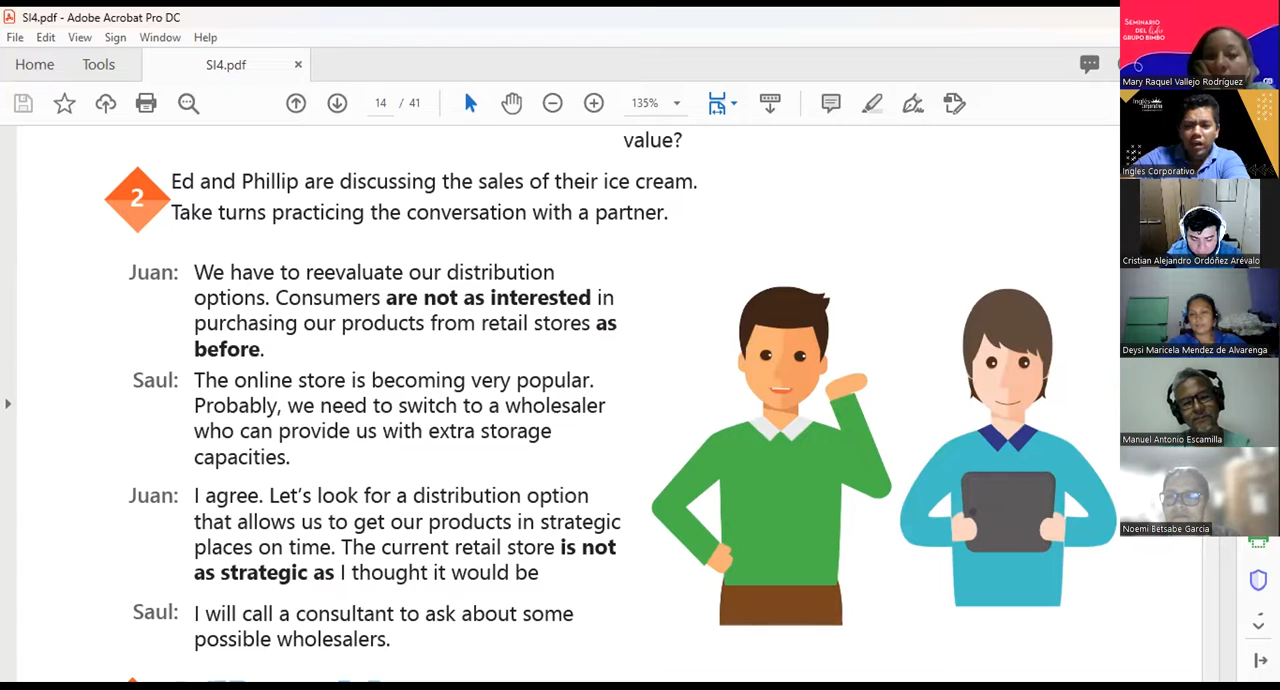 SI4.pdf - Adobe Acrobat Pro DC
File Edit View Sign Window Help
Home Tools SI4.pdf ×
14 / 41 135%
value?
2
Ed and Phillip are discussing the sales of their ice cream.
Take turns practicing the conversation with a partner.
Juan: We have to reevaluate our distribution
options. Consumers are not as interested in
purchasing our products from retail stores as
before.
Saul: The online store is becoming very popular.
Probably, we need to switch to a wholesaler
who can provide us with extra storage
capacities.
Juan: I agree. Let's look for a distribution option
that allows us to get our products in strategic
places on time. The current retail store is not
as strategic as I thought it would be
Saul: I will call a consultant to ask about some
possible wholesalers.
SEMINARIO
DEL
GRUPO BIMBO
Mary Raquel Vallejo Rodríguez
Inglés
Ingles Corporativo
Cristian Alejandro Ordóñez Arévalo
Deysi Maricela Mendez de Alvarenga
Manuel Antonio Escamilla
Noemi Betsabe Garcia